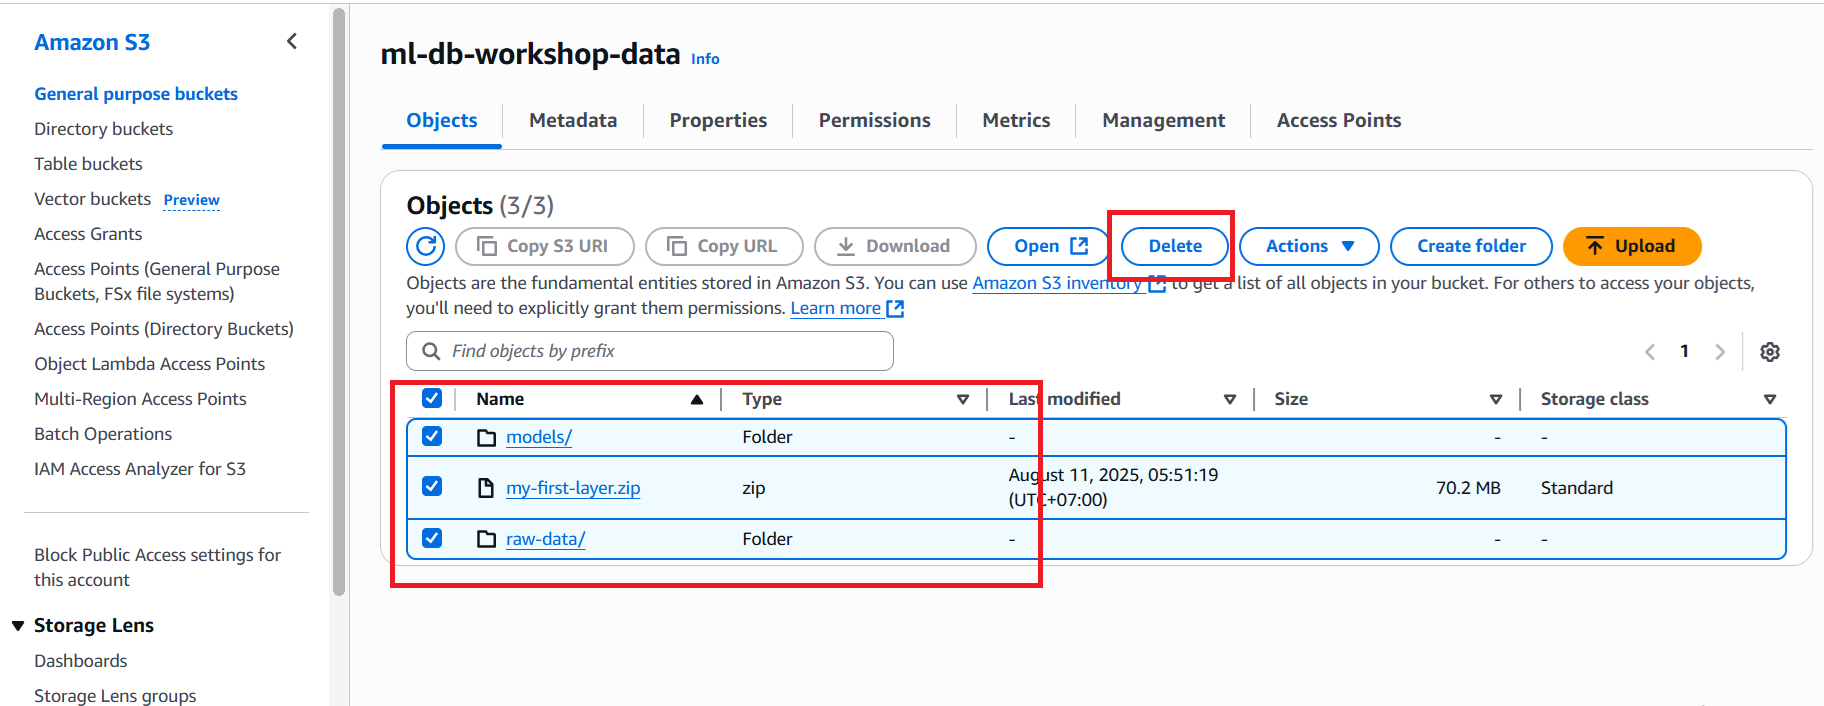 Amazon S3
General purpose buckets
Directory buckets
Table buckets
Vector buckets Preview
Access Grants
Access Points (General Purpose
Buckets, FSx file systems)
Access Points (Directory Buckets)
Object Lambda Access Points
Multi-Region Access Points
Batch Operations
IAM Access Analyzer for S3
Block Public Access settings for
this account
Storage Lens
Dashboards
Storage Lens groups
ml-db-workshop-data Info
Objects Metadata Properties Permissions Metrics Management Access Points
Objects (3/3)
Copy S3 URI Copy URL Download Open Delete Actions Create folder Upload
Objects are the fundamental entities stored in Amazon S3. You can use Amazon S3 inventory to get a list of all objects in your bucket. For others to access your objects,
you'll need to explicitly grant them permissions. Learn more
Find objects by prefix
1
Name Type Last modified Size Storage class
models/ Folder - - -
my-first-layer.zip zip August 11, 2025, 05:51:19 (UTC+07:00) 70.2 MB Standard
raw-data/ Folder - - -